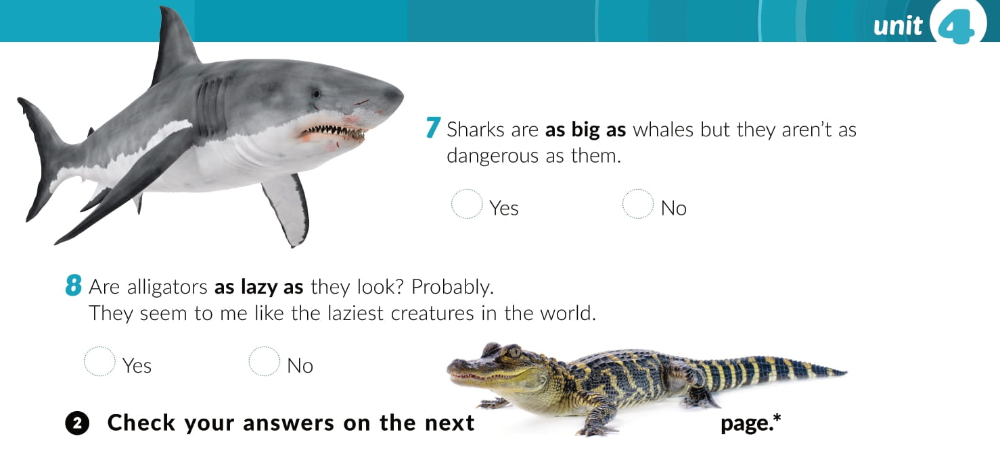 unit 4
7 Sharks are as big as whales but they aren’t as
dangerous as them.
Yes No
8 Are alligators as lazy as they look? Probably.
They seem to me like the laziest creatures in the world.
Yes No
2 Check your answers on the next page.*